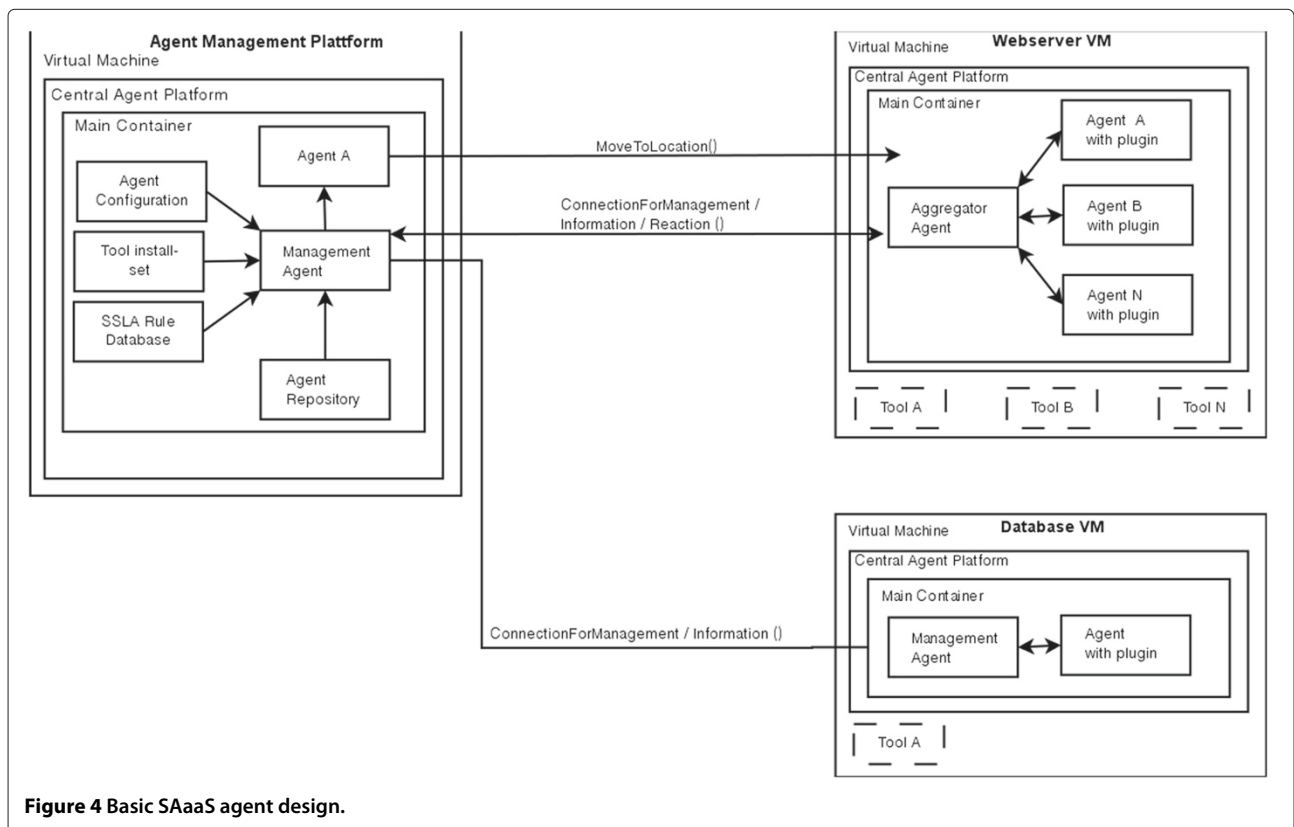 Agent Management Plattform
Virtual Machine
Central Agent Platform
Main Container
Agent A
Agent
Configuration
Tool install-
set
SSLA Rule
Database
Management
Agent
Agent
Repository
MoveToLocation()
ConnectionForManagement /
Information / Reaction ()
ConnectionForManagement / Information ()
Webserver VM
Virtual Machine
Central Agent Platform
Main Container
Aggregator
Agent
Agent A
with plugin
Agent B
with plugin
Agent N
with plugin
Tool A
Tool B
Tool N
Database VM
Virtual Machine
Central Agent Platform
Main Container
Management
Agent
Agent
with plugin
Tool A
Figure 4 Basic SAaaS agent design.